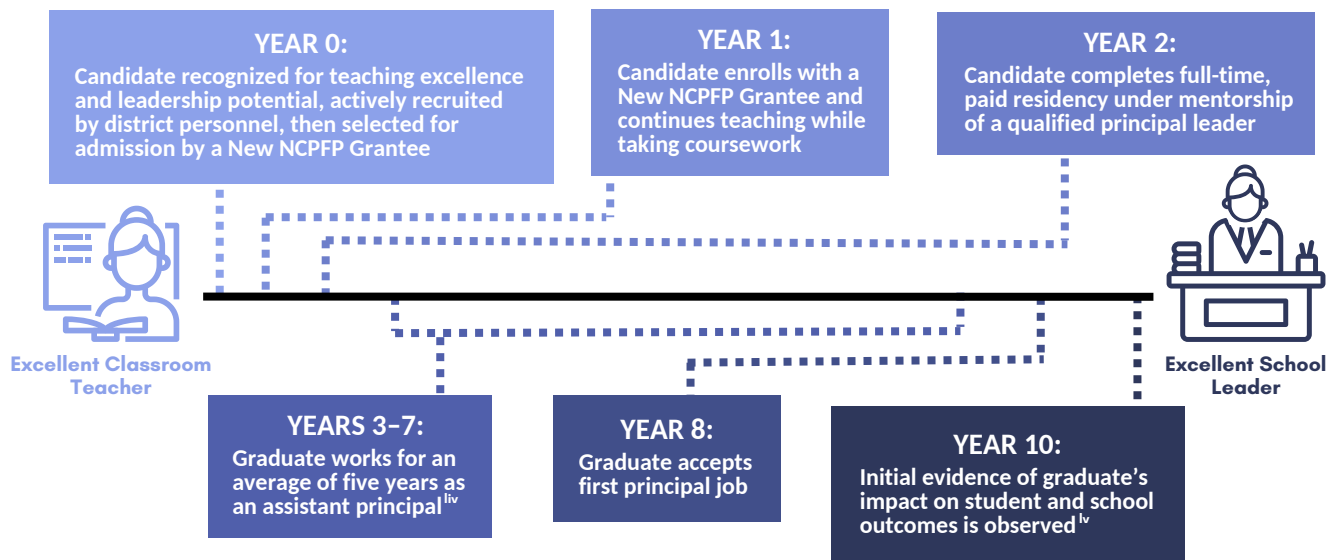 YEAR 0:
Candidate recognized for teaching excellence
and leadership potential, actively recruited
by district personnel, then selected for
admission by a New NCPFP Grantee
YEAR 1:
Candidate enrolls with a
New NCPFP Grantee and
continues teaching while
taking coursework
YEAR 2:
Candidate completes full-time,
paid residency under mentorship
of a qualified principal leader
Excellent Classroom
Teacher
Excellent School
Leader
YEARS 3–7:
Graduate works for an
average of five years as
an assistant principal liv
YEAR 8:
Graduate accepts
first principal job
YEAR 10:
Initial evidence of graduate’s
impact on student and school
outcomes is observed lv